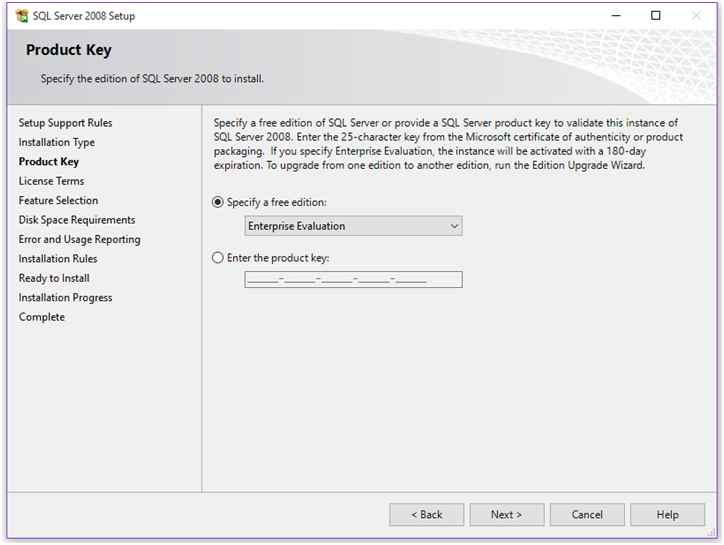 SQL Server 2008 Setup
Product Key
Specify the edition of SQL Server 2008 to install.
Setup Support Rules
Installation Type
Product Key
License Terms
Feature Selection
Disk Space Requirements
Error and Usage Reporting
Installation Rules
Ready to Install
Installation Progress
Complete
Specify a free edition of SQL Server or provide a SQL Server product key to validate this instance of
SQL Server 2008. Enter the 25-character key from the Microsoft certificate of authenticity or product
packaging.  If you specify Enterprise Evaluation, the instance will be activated with a 180-day
expiration. To upgrade from one edition to another edition, run the Edition Upgrade Wizard.
Specify a free edition:
Enterprise Evaluation
Enter the product key:
_____-_____-_____-_____-_____
< Back
Next >
Cancel
Help